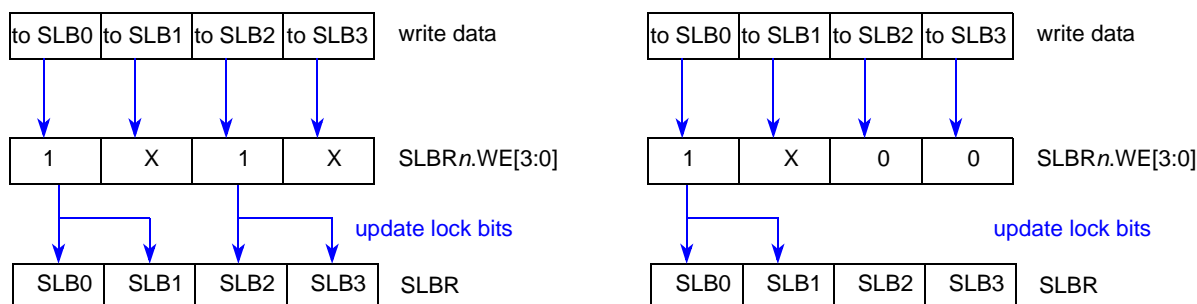 to SLB0 to SLB1 to SLB2 to SLB3 write data
1 X 1 X SLBRn.WE[3:0]
update lock bits
SLB0 SLB1 SLB2 SLB3 SLBR
to SLB0 to SLB1 to SLB2 to SLB3 write data
1 X 0 0 SLBRn.WE[3:0]
update lock bits
SLB0 SLB1 SLB2 SLB3 SLBR